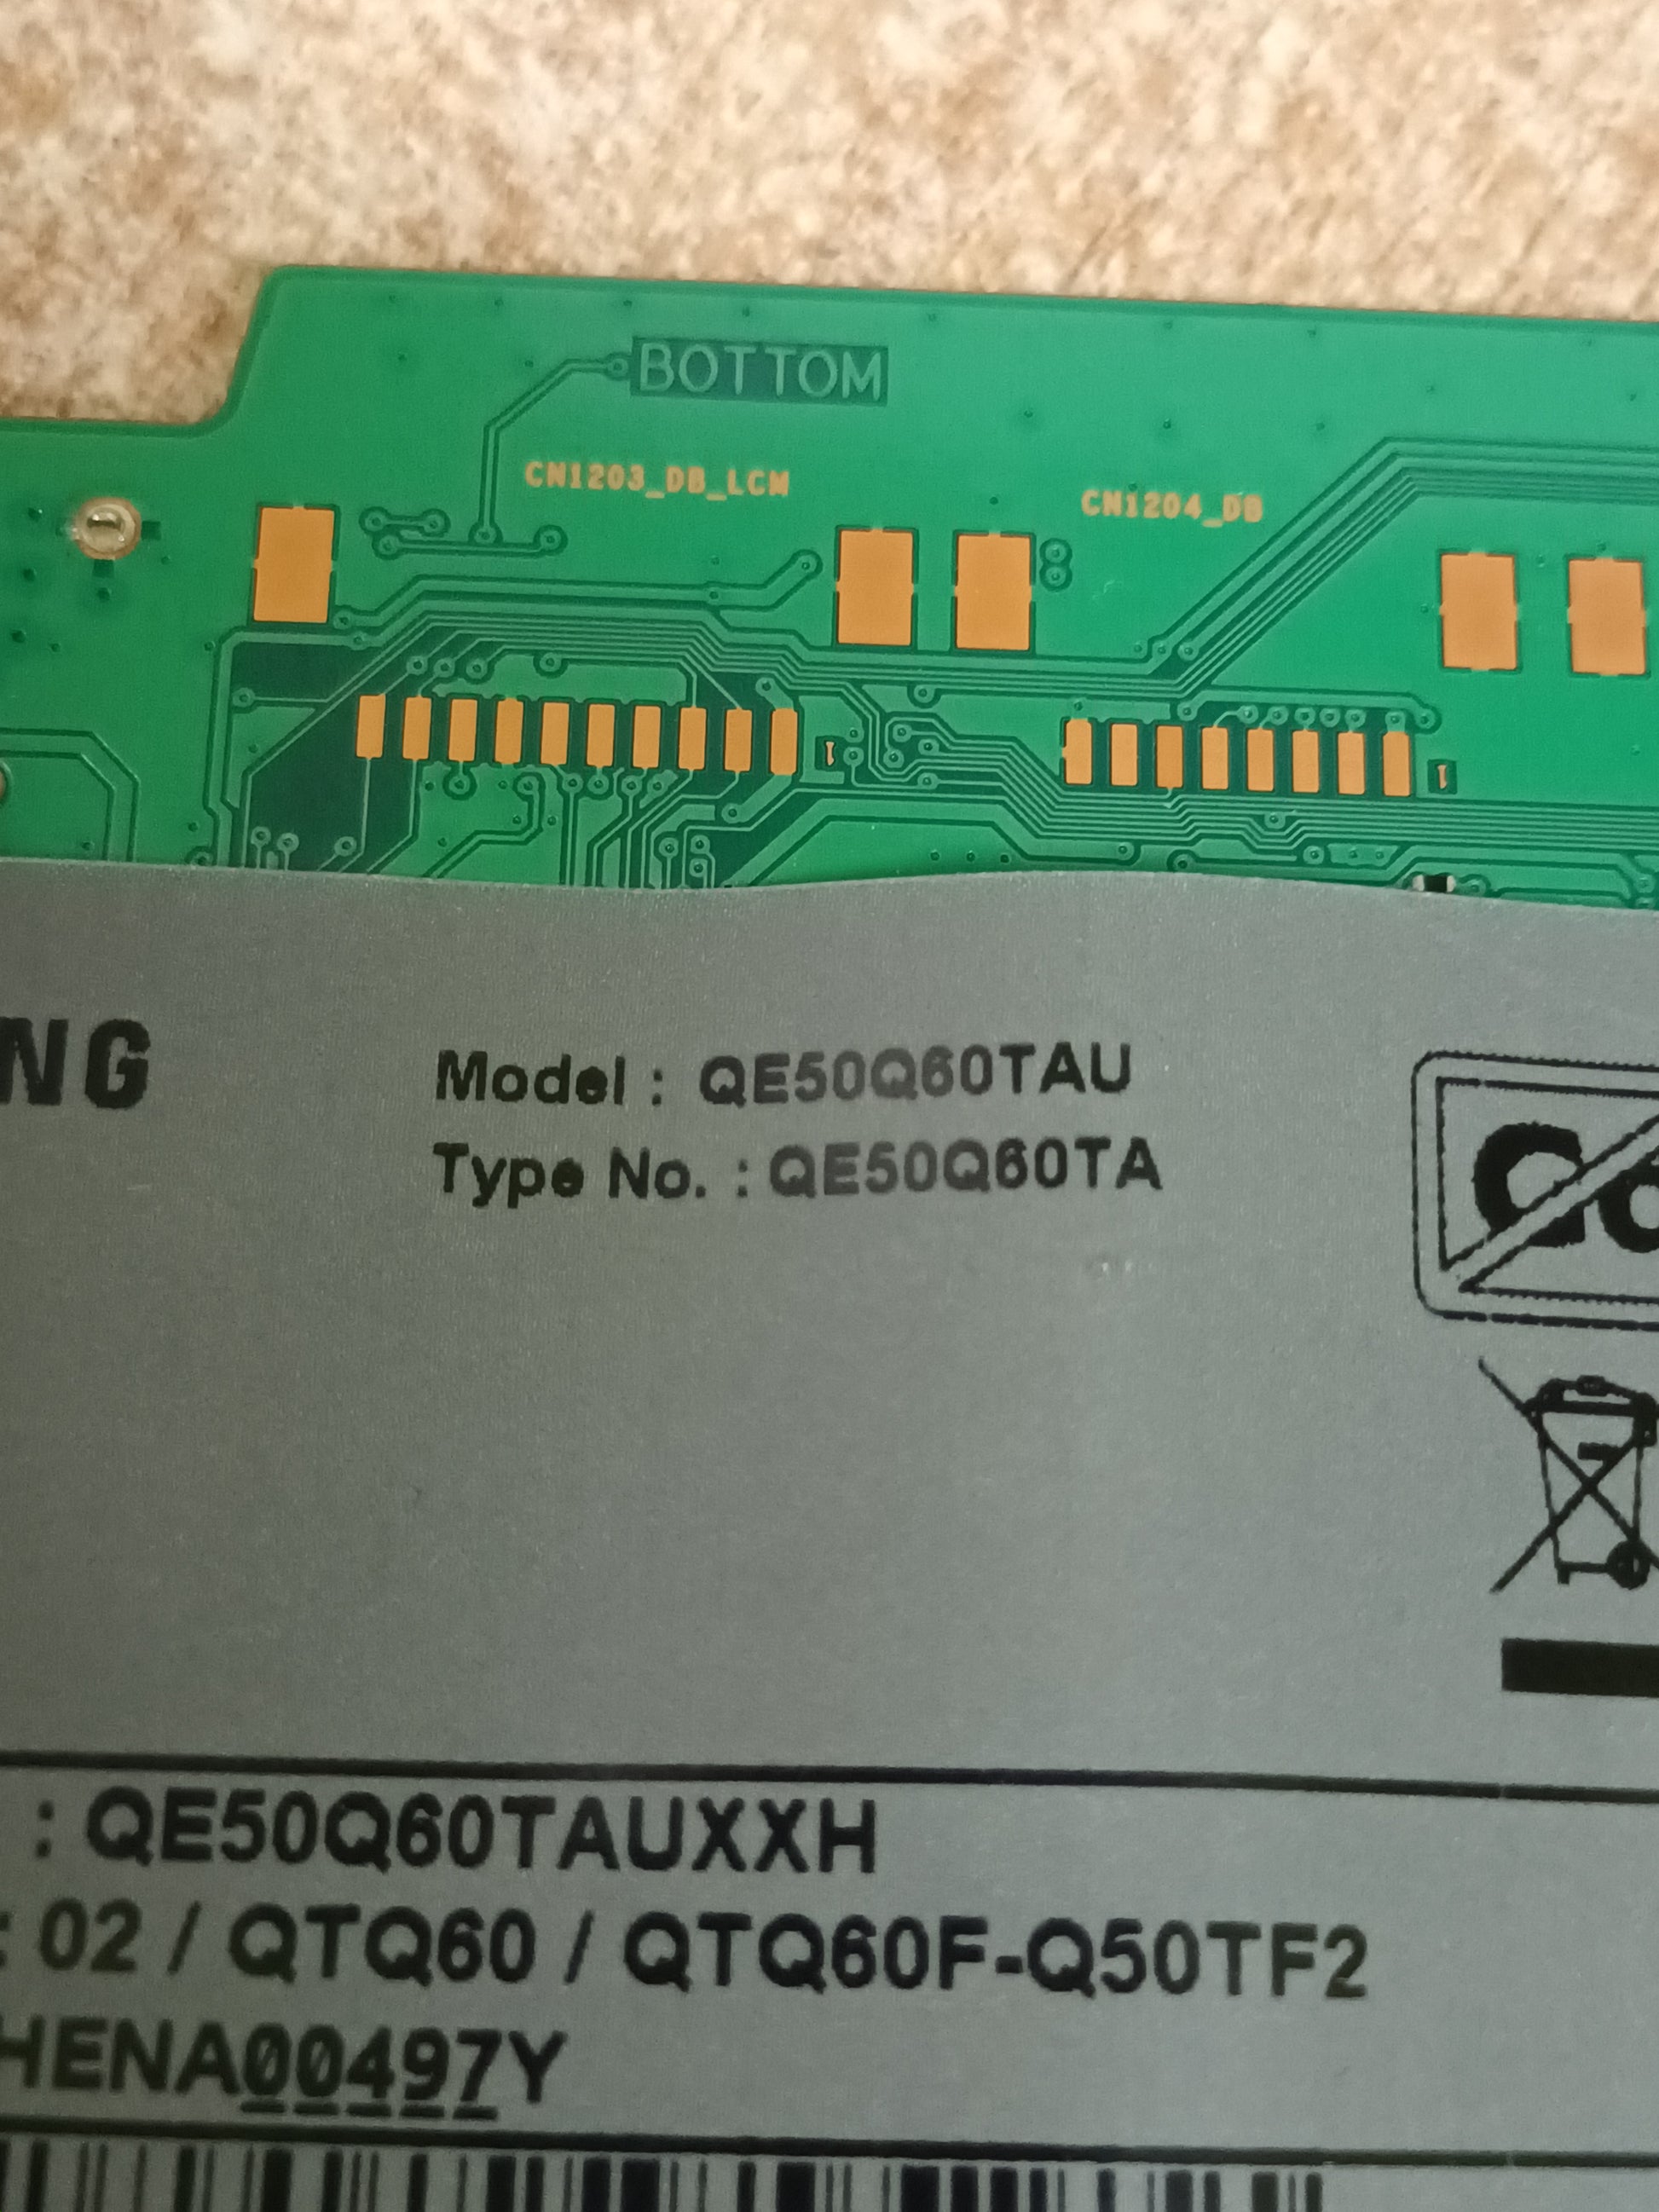 BOTTOM
CN1203_DB_LCM
CN1204_DB
NG
Model : QE50Q60TAU
Type No. : QE50Q60TA
: QE50Q60TAUXXH
: 02 / QTQ60 / QTQ60F-Q50TF2
HENA00497Y